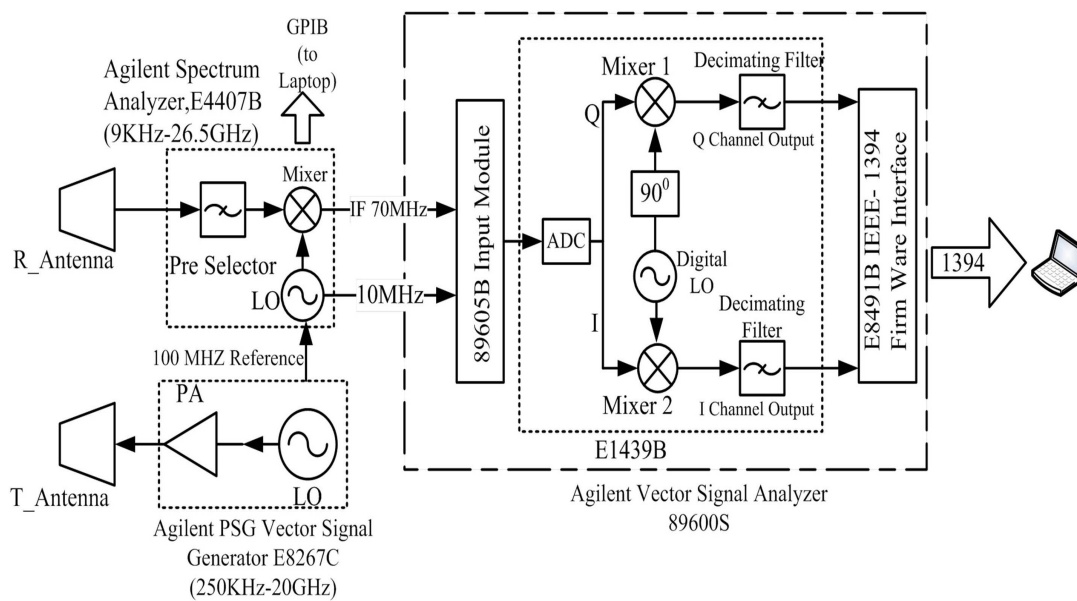 GPIB
(to
Laptop)
Agilent Spectrum
Analyzer,E4407B
(9KHz-26.5GHz)
R_Antenna
Mixer
Pre Selector
LO
IF 70MHz
10MHz
100 MHZ Reference
PA
LO
T_Antenna
Agilent PSG Vector Signal
Generator E8267C
(250KHz-20GHz)
89605B Input Module
ADC
Q
I
Mixer 1
90⁰
Digital
LO
Mixer 2
Decimating Filter
Q Channel Output
Decimating
Filter
I Channel Output
E1439B
E8491B IEEE- 1394
Firm Ware Interface
1394
Agilent Vector Signal Analyzer
89600S